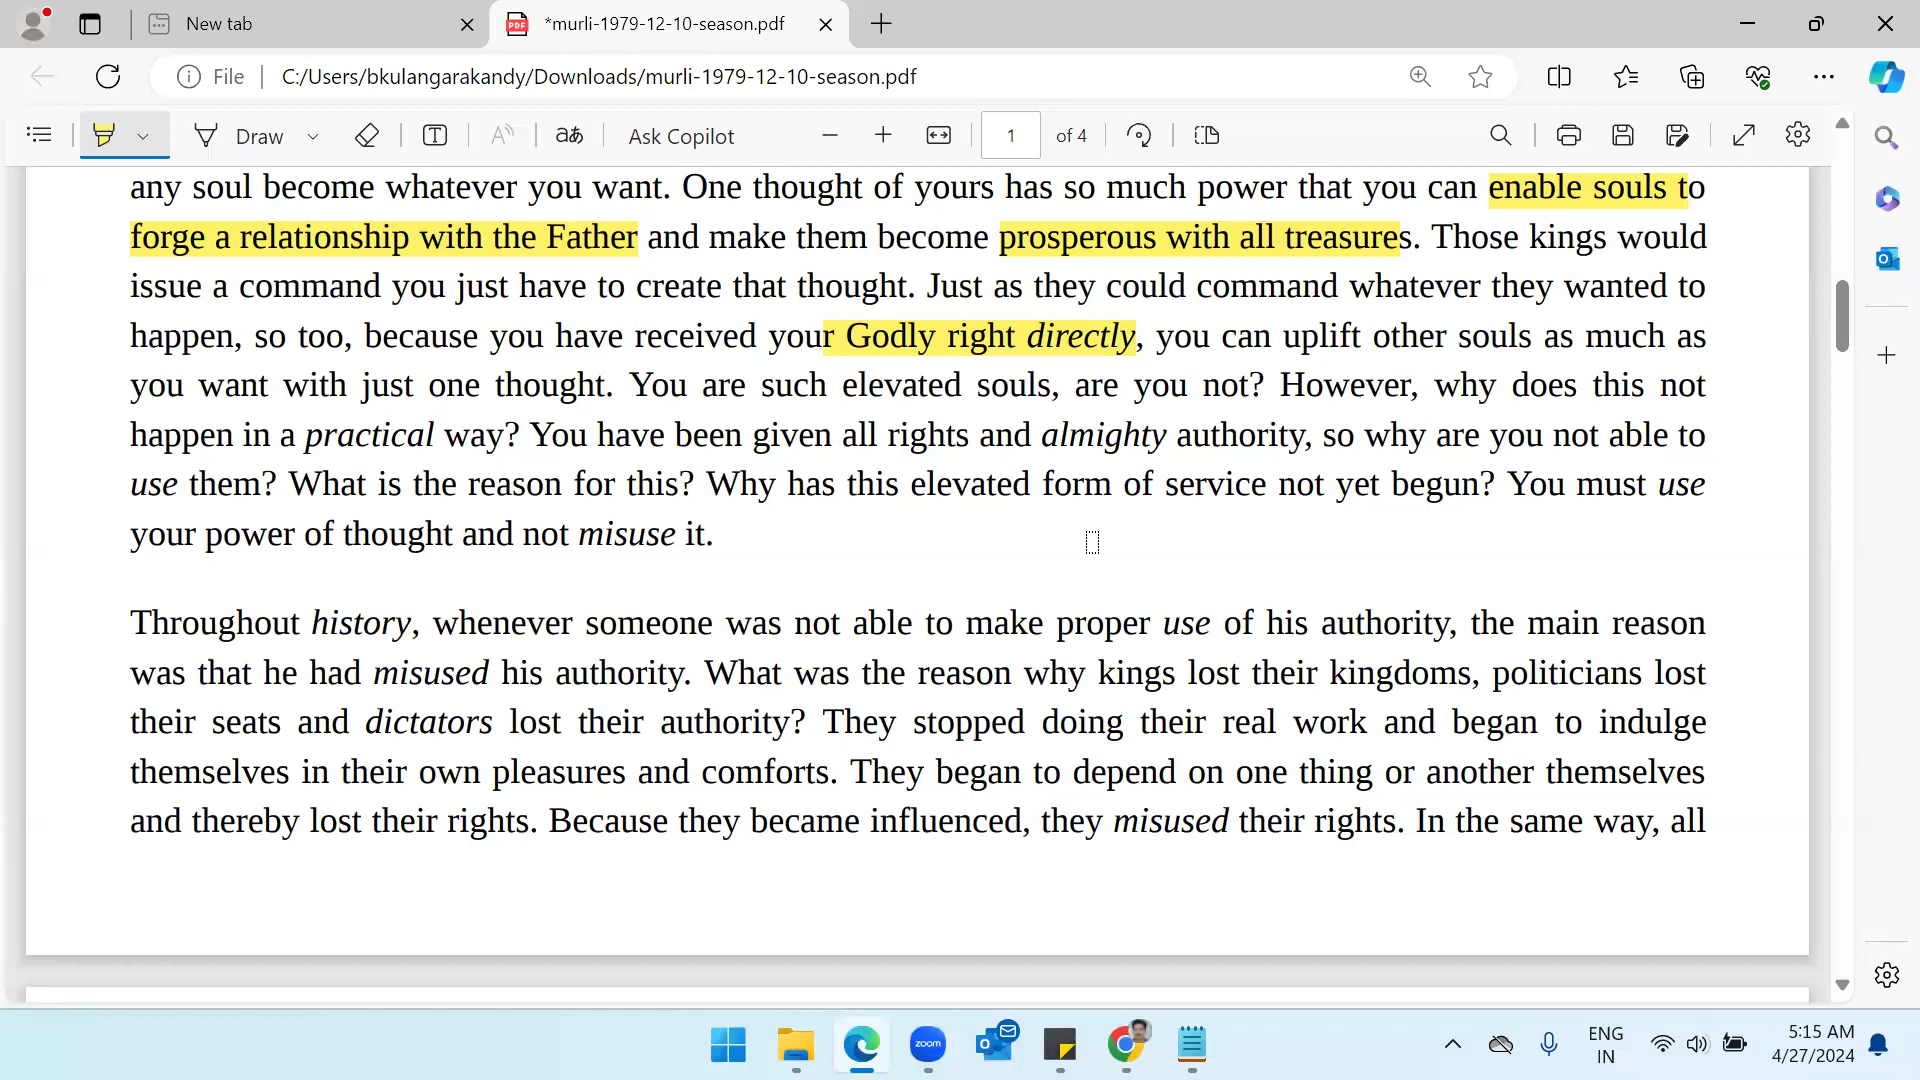 New tab
*murli-1979-12-10-season.pdf
File
C:/Users/bkulangarakandy/Downloads/murli-1979-12-10-season.pdf
Draw
aあ
Ask Copilot
1
of 4
any soul become whatever you want. One thought of yours has so much power that you can enable souls to
forge a relationship with the Father and make them become prosperous with all treasures. Those kings would
issue a command you just have to create that thought. Just as they could command whatever they wanted to
happen, so too, because you have received your Godly right directly, you can uplift other souls as much as
you want with just one thought. You are such elevated souls, are you not? However, why does this not
happen in a practical way? You have been given all rights and almighty authority, so why are you not able to
use them? What is the reason for this? Why has this elevated form of service not yet begun? You must use
your power of thought and not misuse it.
Throughout history, whenever someone was not able to make proper use of his authority, the main reason
was that he had misused his authority. What was the reason why kings lost their kingdoms, politicians lost
their seats and dictators lost their authority? They stopped doing their real work and began to indulge
themselves in their own pleasures and comforts. They began to depend on one thing or another themselves
and thereby lost their rights. Because they became influenced, they misused their rights. In the same way, all
zoom
ENG
IN
5:15 AM
4/27/2024